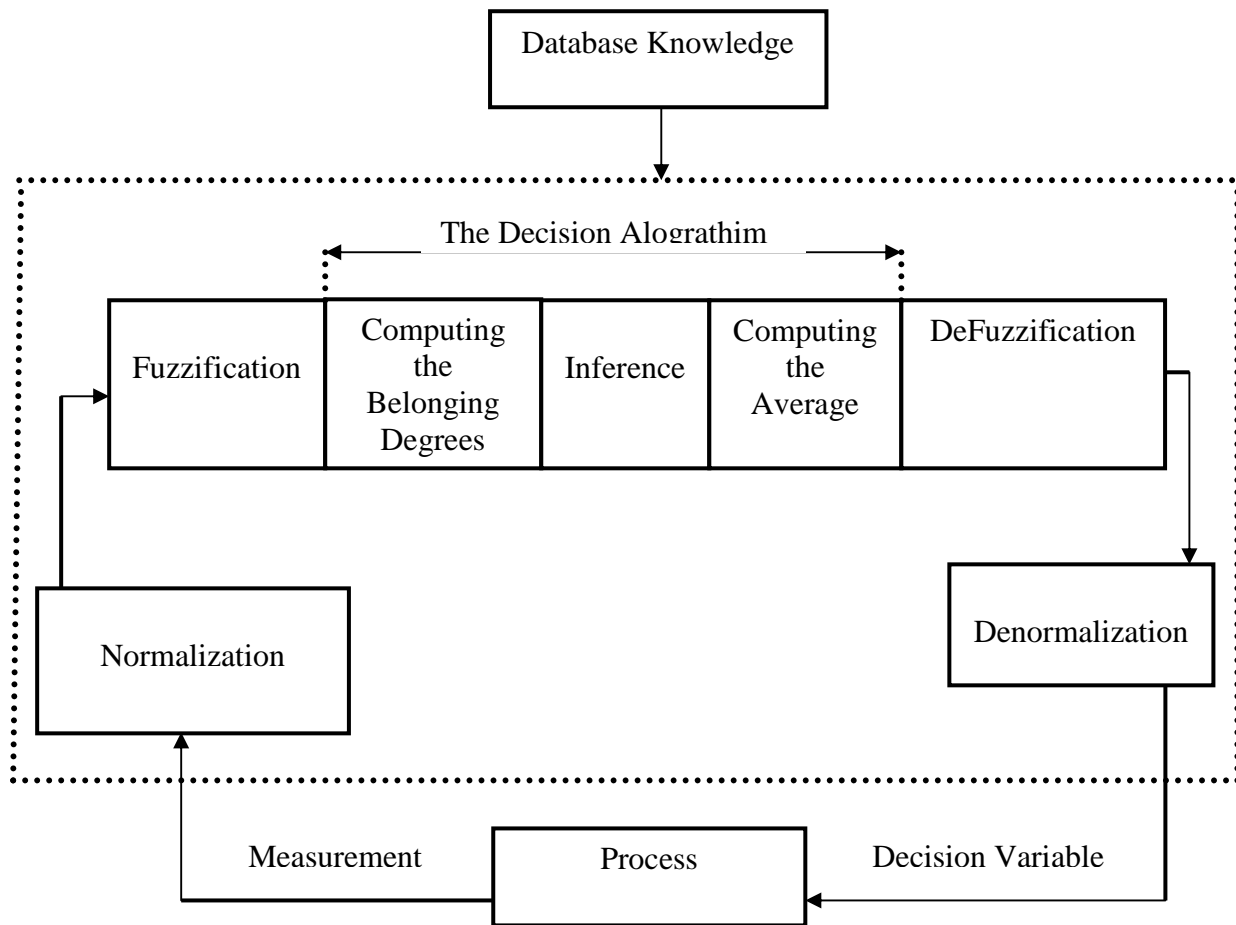 Database Knowledge
The Decision Alograthim
Fuzzification
Computing
the
Belonging
Degrees
Inference
Computing
the
Average
DeFuzzification
Normalization
Denormalization
Measurement
Process
Decision Variable